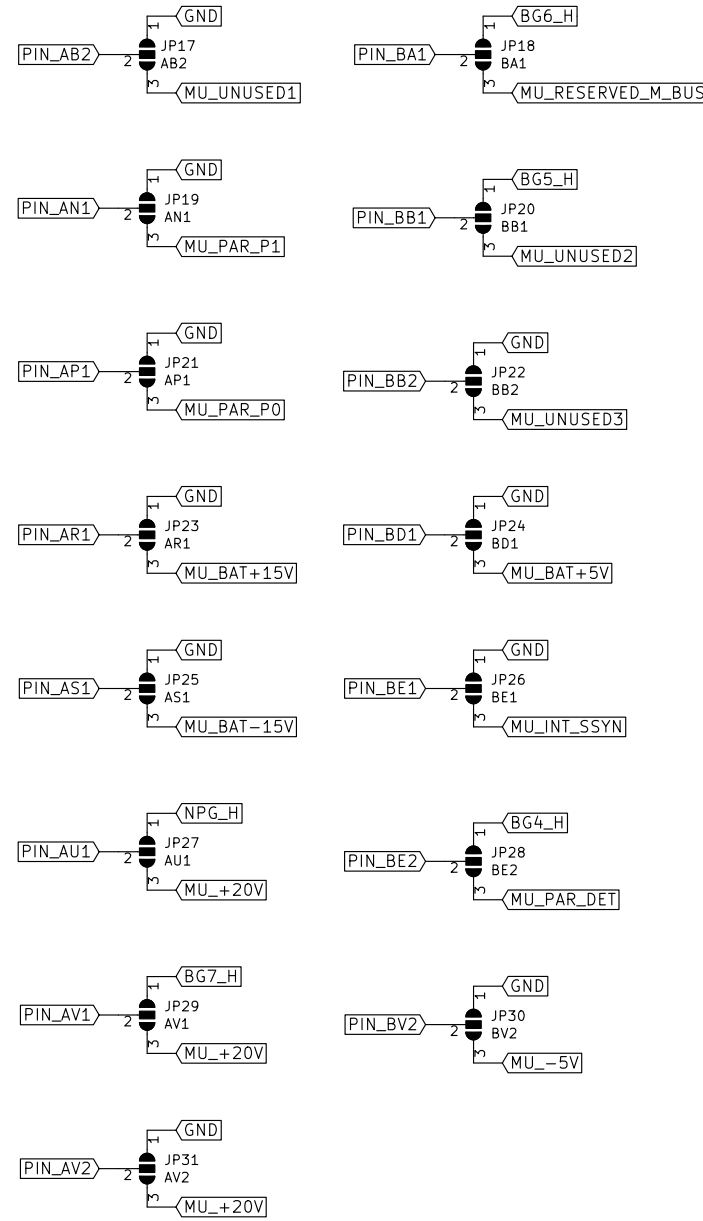 GND
1
PIN_AB2
2
JP17
AB2
3
MU_UNUSED1
BG6_H
1
PIN_BA1
2
JP18
BA1
3
MU_RESERVED_M_BUS
GND
1
PIN_AN1
2
JP19
AN1
3
MU_PAR_P1
BG5_H
1
PIN_BB1
2
JP20
BB1
3
MU_UNUSED2
GND
1
PIN_AP1
2
JP21
AP1
3
MU_PAR_P0
GND
1
PIN_BB2
2
JP22
BB2
3
MU_UNUSED3
GND
1
PIN_AR1
2
JP23
AR1
3
MU_BAT+15V
GND
1
PIN_BD1
2
JP24
BD1
3
MU_BAT+5V
GND
1
PIN_AS1
2
JP25
AS1
3
MU_BAT-15V
GND
1
PIN_BE1
2
JP26
BE1
3
MU_INT_SSYN
NPG_H
1
PIN_AU1
2
JP27
AU1
3
MU_+20V
BG4_H
1
PIN_BE2
2
JP28
BE2
3
MU_PAR_DET
BG7_H
1
PIN_AV1
2
JP29
AV1
3
MU_+20V
GND
1
PIN_BV2
2
JP30
BV2
3
MU_-5V
GND
1
PIN_AV2
2
JP31
AV2
3
MU_+20V